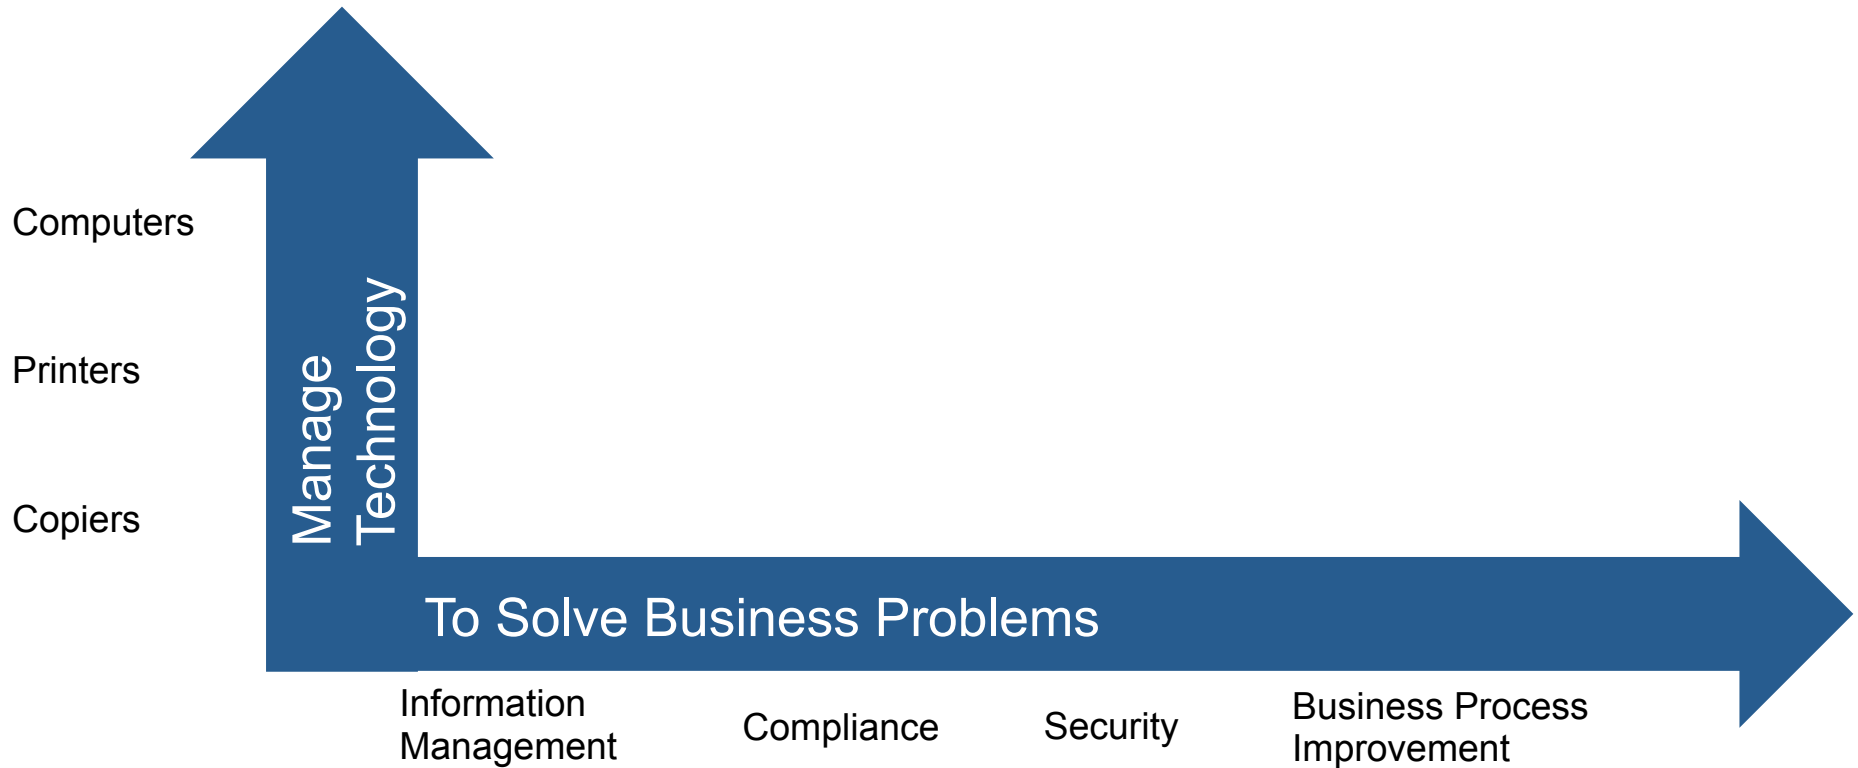 Computers
Printers
Copiers
Manage
Technology
To Solve Business Problems
Information
Management
Compliance
Security
Business Process
Improvement